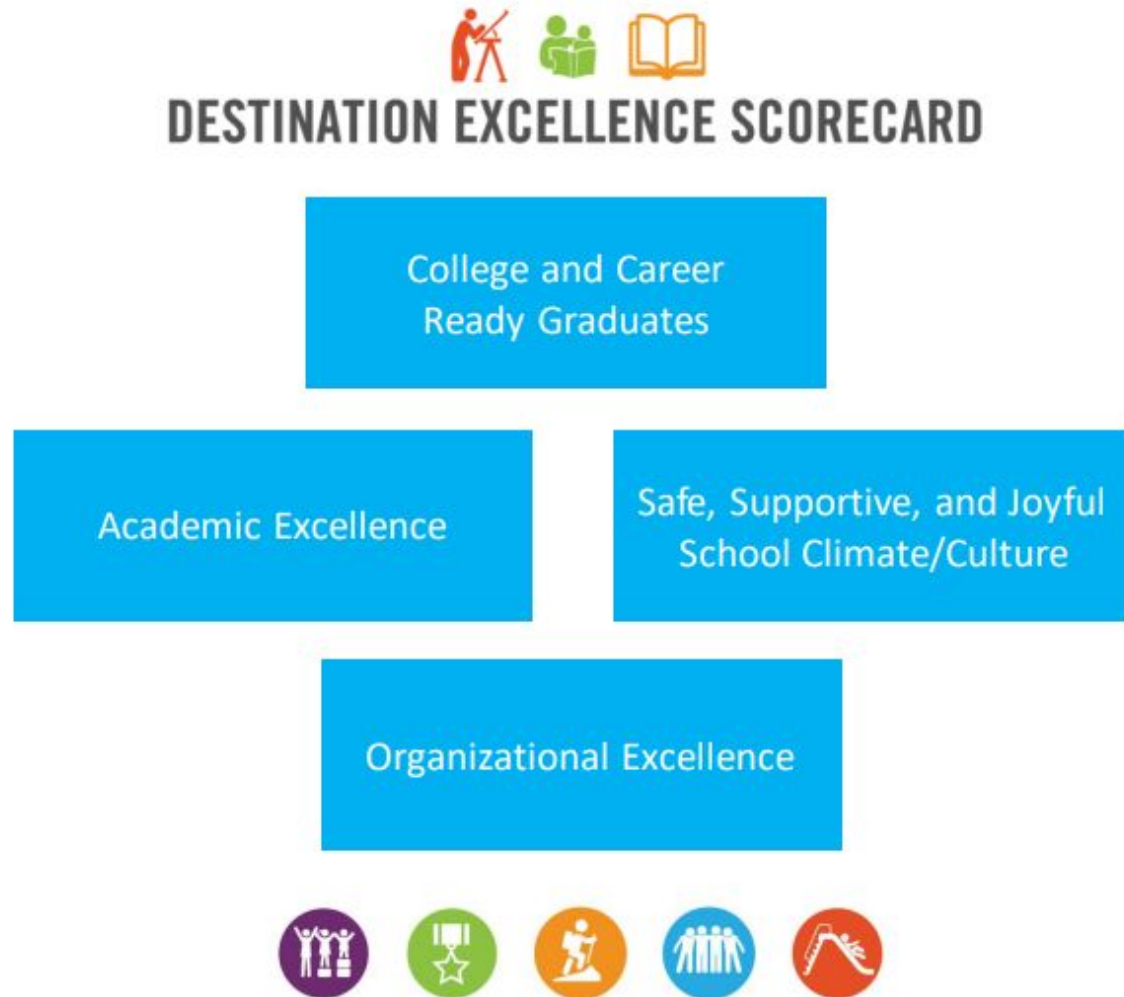 DESTINATION EXCELLENCE SCORECARD
College and Career
Ready Graduates
Academic Excellence
Safe, Supportive, and Joyful
School Climate/Culture
Organizational Excellence